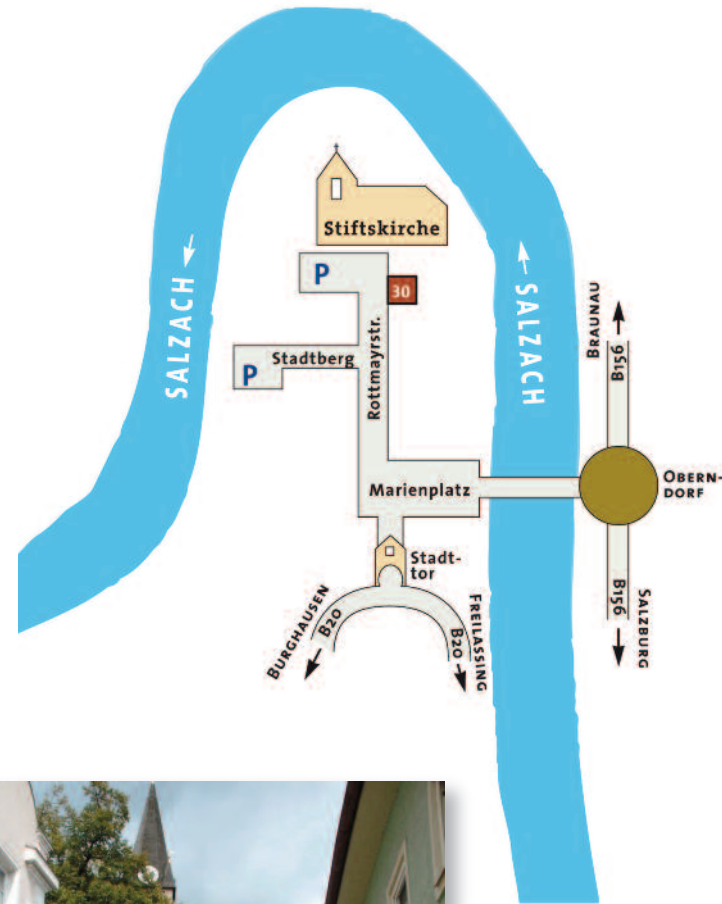 Stiftskirche
P
30
SALZACH
SALZACH
BRAUNAU
B156
Stadtberg
P
Rottmayrstr.
Marienplatz
OBERN-
DORF
Stadt-
tor
BURGHAUSEN
B20
FREILASSING
B20
B156
SALZBURG